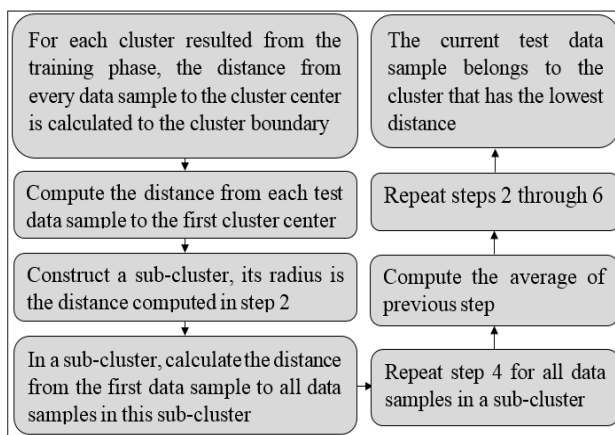 For each cluster resulted from the
training phase, the distance from
every data sample to the cluster center
is calculated to the cluster boundary
Compute the distance from each test
data sample to the first cluster center
Construct a sub-cluster, its radius is
the distance computed in step 2
In a sub-cluster, calculate the distance
from the first data sample to all data
samples in this sub-cluster
Repeat step 4 for all data
samples in a sub-cluster
Compute the average of
previous step
Repeat steps 2 through 6
The current test data
sample belongs to the
cluster that has the lowest
distance